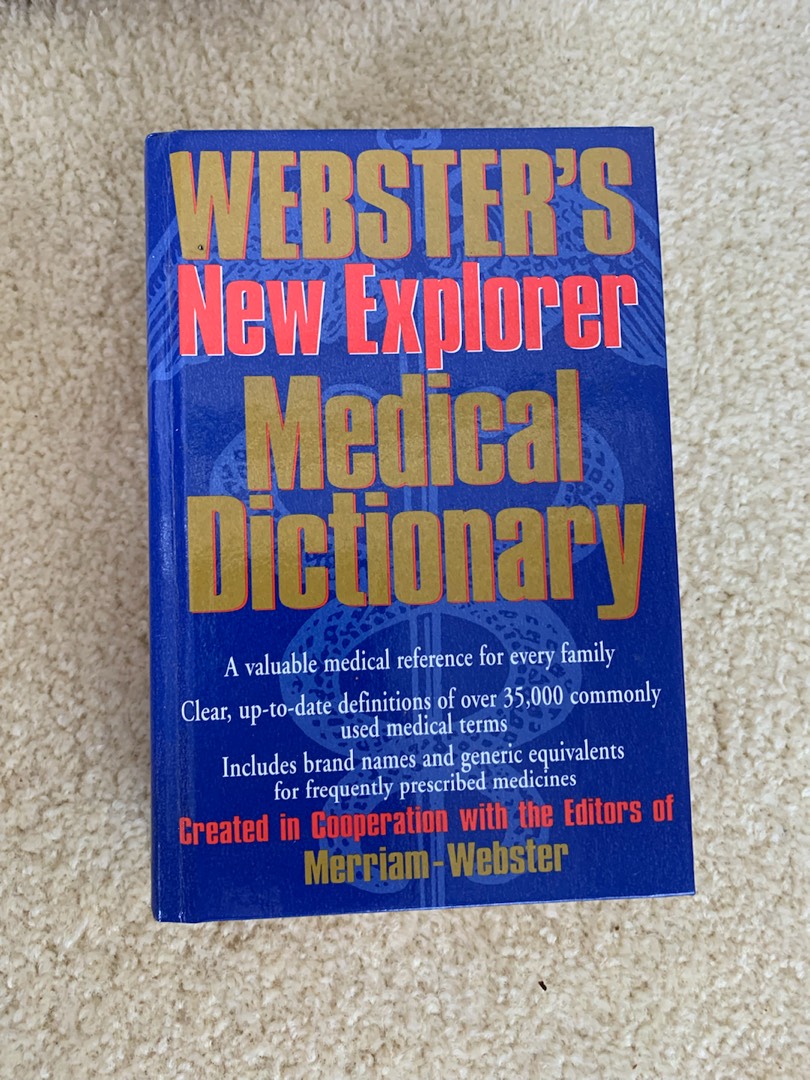 WEBSTER'S
New Explorer
Medical
Dictionary
A valuable medical reference for every family
Clear, up-to-date definitions of over 35,000 commonly
used medical terms
Includes brand names and generic equivalents
for frequently prescribed medicines
Created in Cooperation with the Editors of
Merriam-Webster